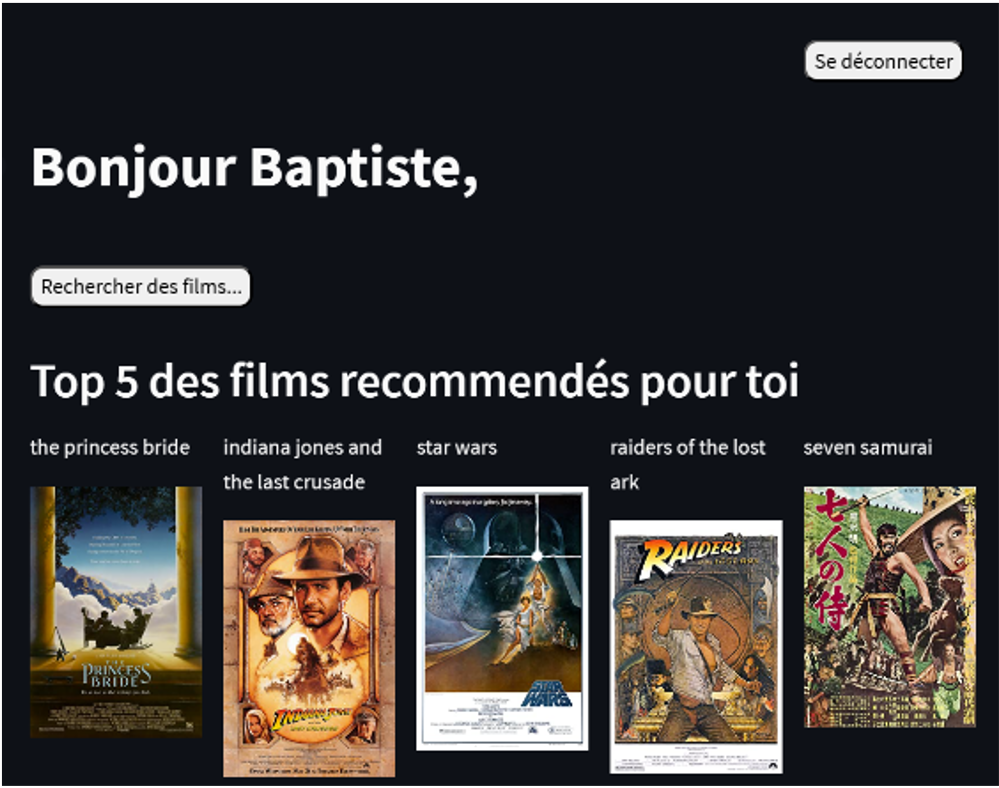 Se déconnecter
Bonjour Baptiste,
Rechercher des films...
Top 5 des films recommendés pour toi
the princess bride
indiana jones and
the last crusade
star wars
raiders of the lost
ark
seven samurai
THE
PRINCESS
BRIDE
INDIANA JONES
STAR
WARS
RAIDERS
七人の侍